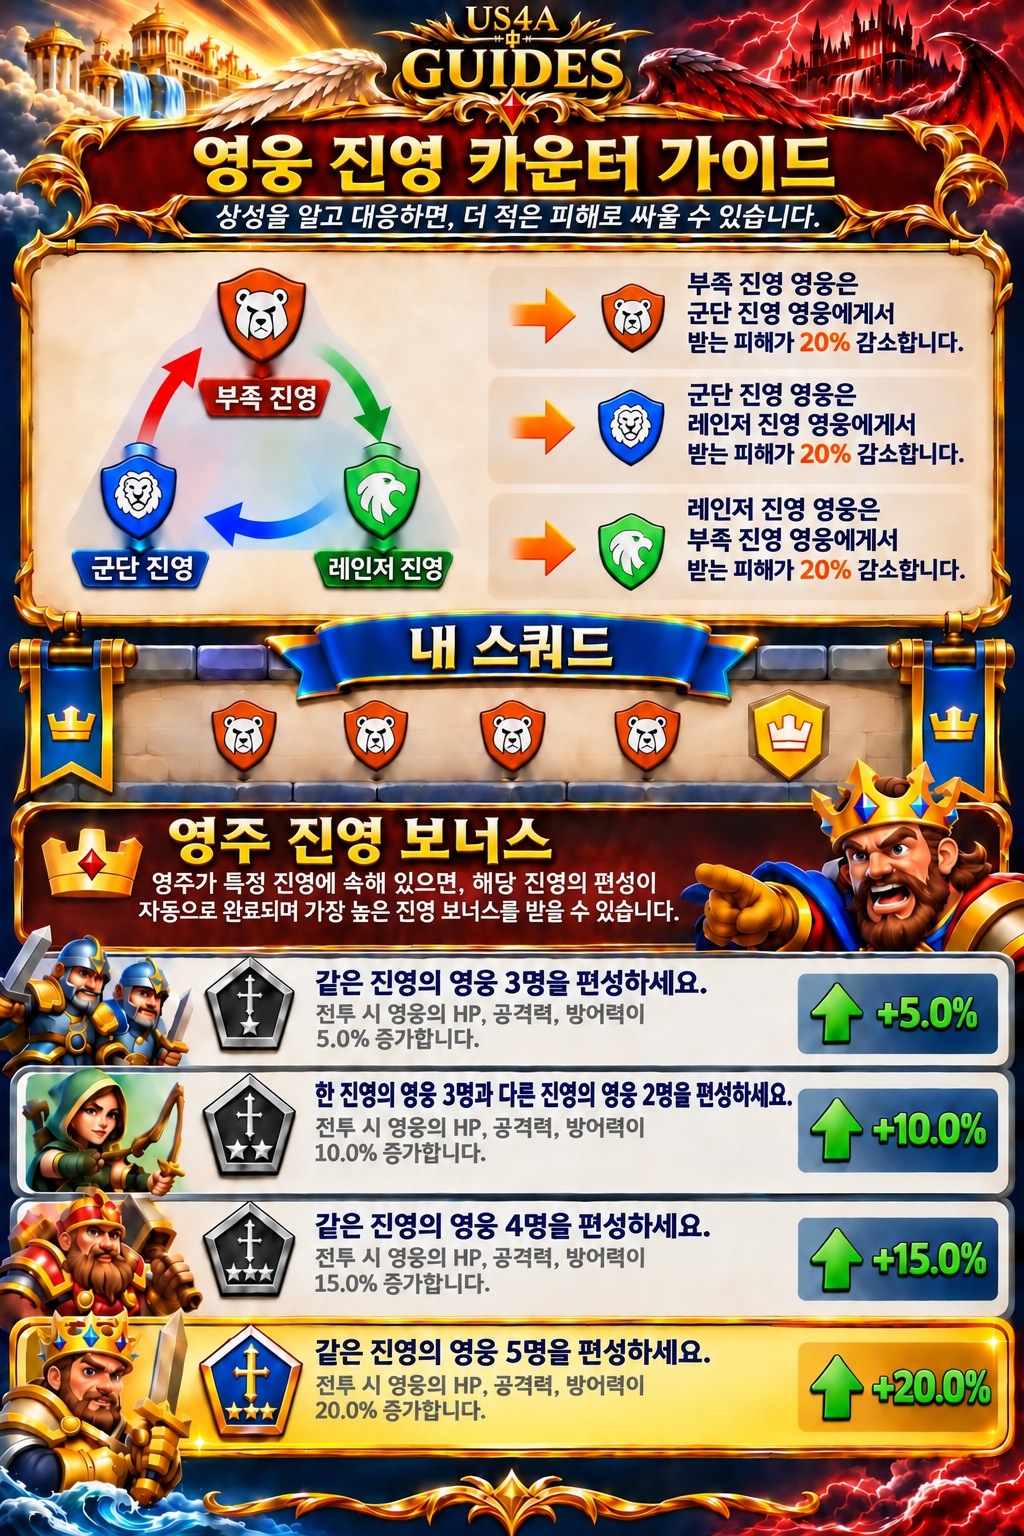 US4A
GUIDES
영웅 진영 카운터 가이드
상성을 알고 대응하면, 더 적은 피해로 싸울 수 있습니다.
부족 진영
군단 진영
레인저 진영
부족 진영 영웅은
군단 진영 영웅에게서
받는 피해가 20% 감소합니다.
군단 진영 영웅은
레인저 진영 영웅에게서
받는 피해가 20% 감소합니다.
레인저 진영 영웅은
부족 진영 영웅에게서
받는 피해가 20% 감소합니다.
내 스쿼드
영주 진영 보너스
영주가 특정 진영에 속해 있으면, 해당 진영의 편성이
자동으로 완료되며 가장 높은 진영 보너스를 받을 수 있습니다.
같은 진영의 영웅 3명을 편성하세요.
전투 시 영웅의 HP, 공격력, 방어력이
5.0% 증가합니다.
+5.0%
한 진영의 영웅 3명과 다른 진영의 영웅 2명을 편성하세요.
전투 시 영웅의 HP, 공격력, 방어력이
10.0% 증가합니다.
+10.0%
같은 진영의 영웅 4명을 편성하세요.
전투 시 영웅의 HP, 공격력, 방어력이
15.0% 증가합니다.
+15.0%
같은 진영의 영웅 5명을 편성하세요.
전투 시 영웅의 HP, 공격력, 방어력이
20.0% 증가합니다.
+20.0%